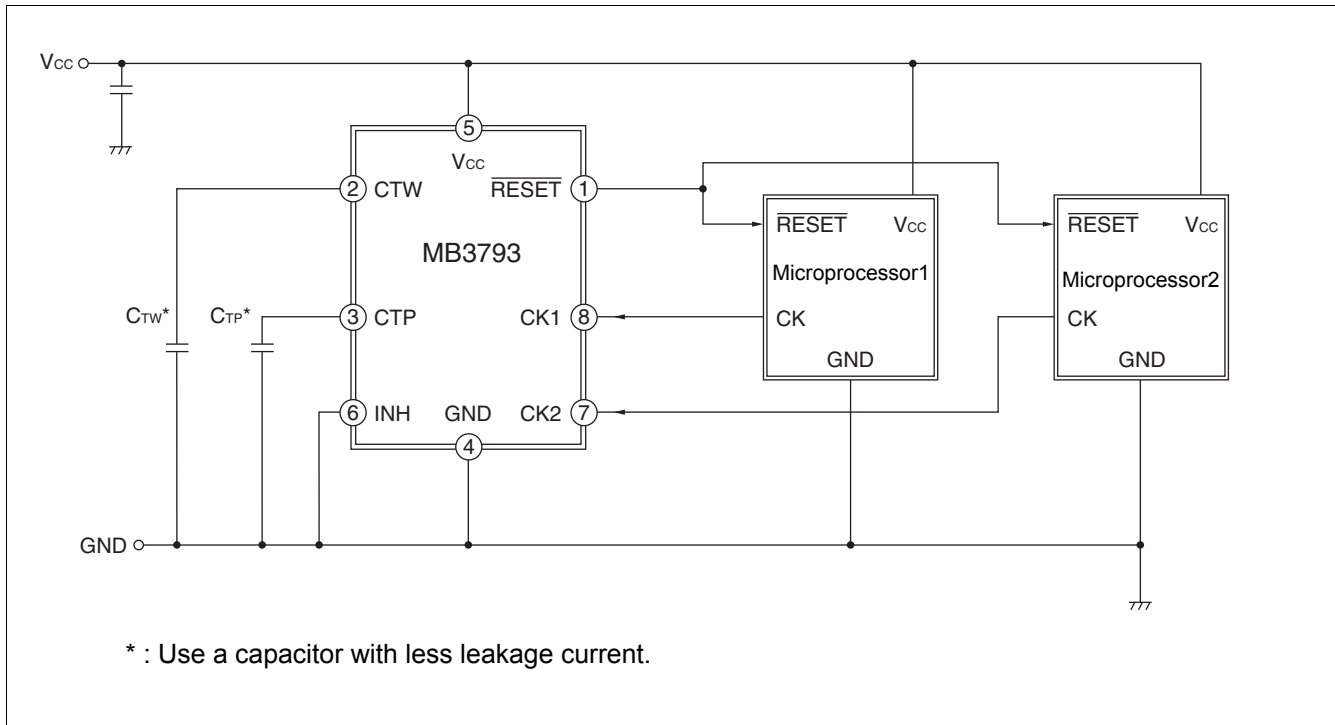 VCC
5
VCC
2 CTW
RESET 1
RESET VCC
RESET VCC
MB3793
Microprocessor1
Microprocessor2
CTW*
CTP*
3 CTP
CK1 8
CK
CK
GND
GND
6 INH
GND
CK2 7
4
GND
* : Use a capacitor with less leakage current.